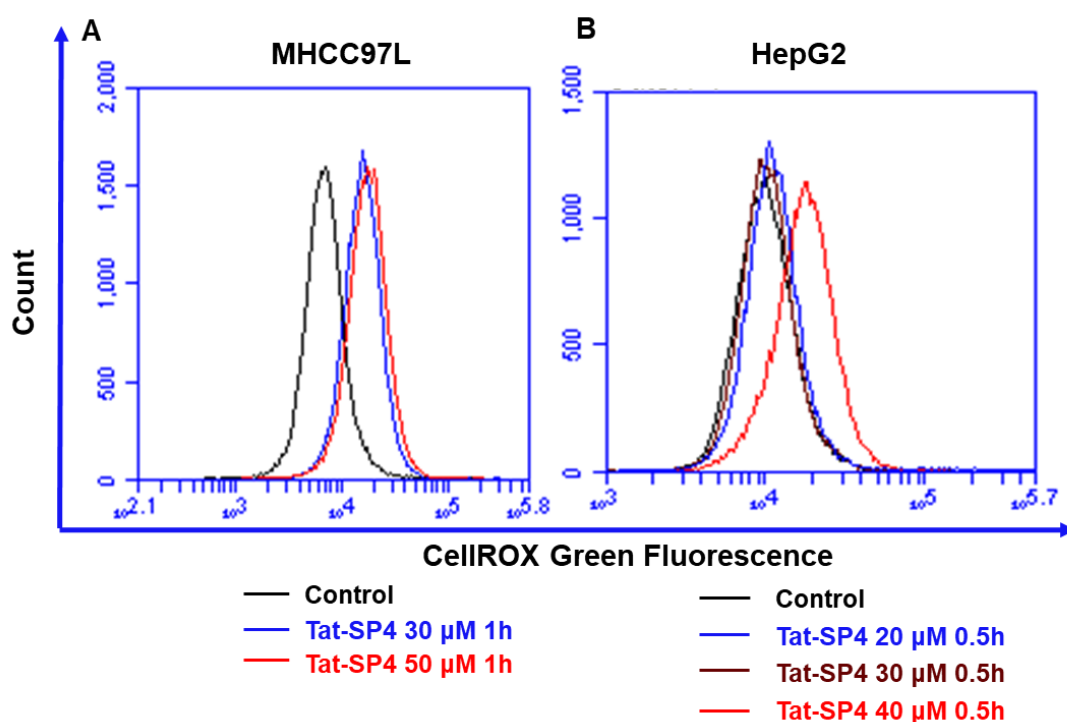 A
MHCC97L
B
HepG2
Count
2,000
1,500
1,000
500
0
10^2.1
10^3
10^4
10^5
10^5.8
1,500
1,000
500
0
10^3
10^4
10^5
10^5.7
CellROX Green Fluorescence
Control
Tat-SP4 30 µM 1h
Tat-SP4 50 µM 1h
Control
Tat-SP4 20 µM 0.5h
Tat-SP4 30 µM 0.5h
Tat-SP4 40 µM 0.5h